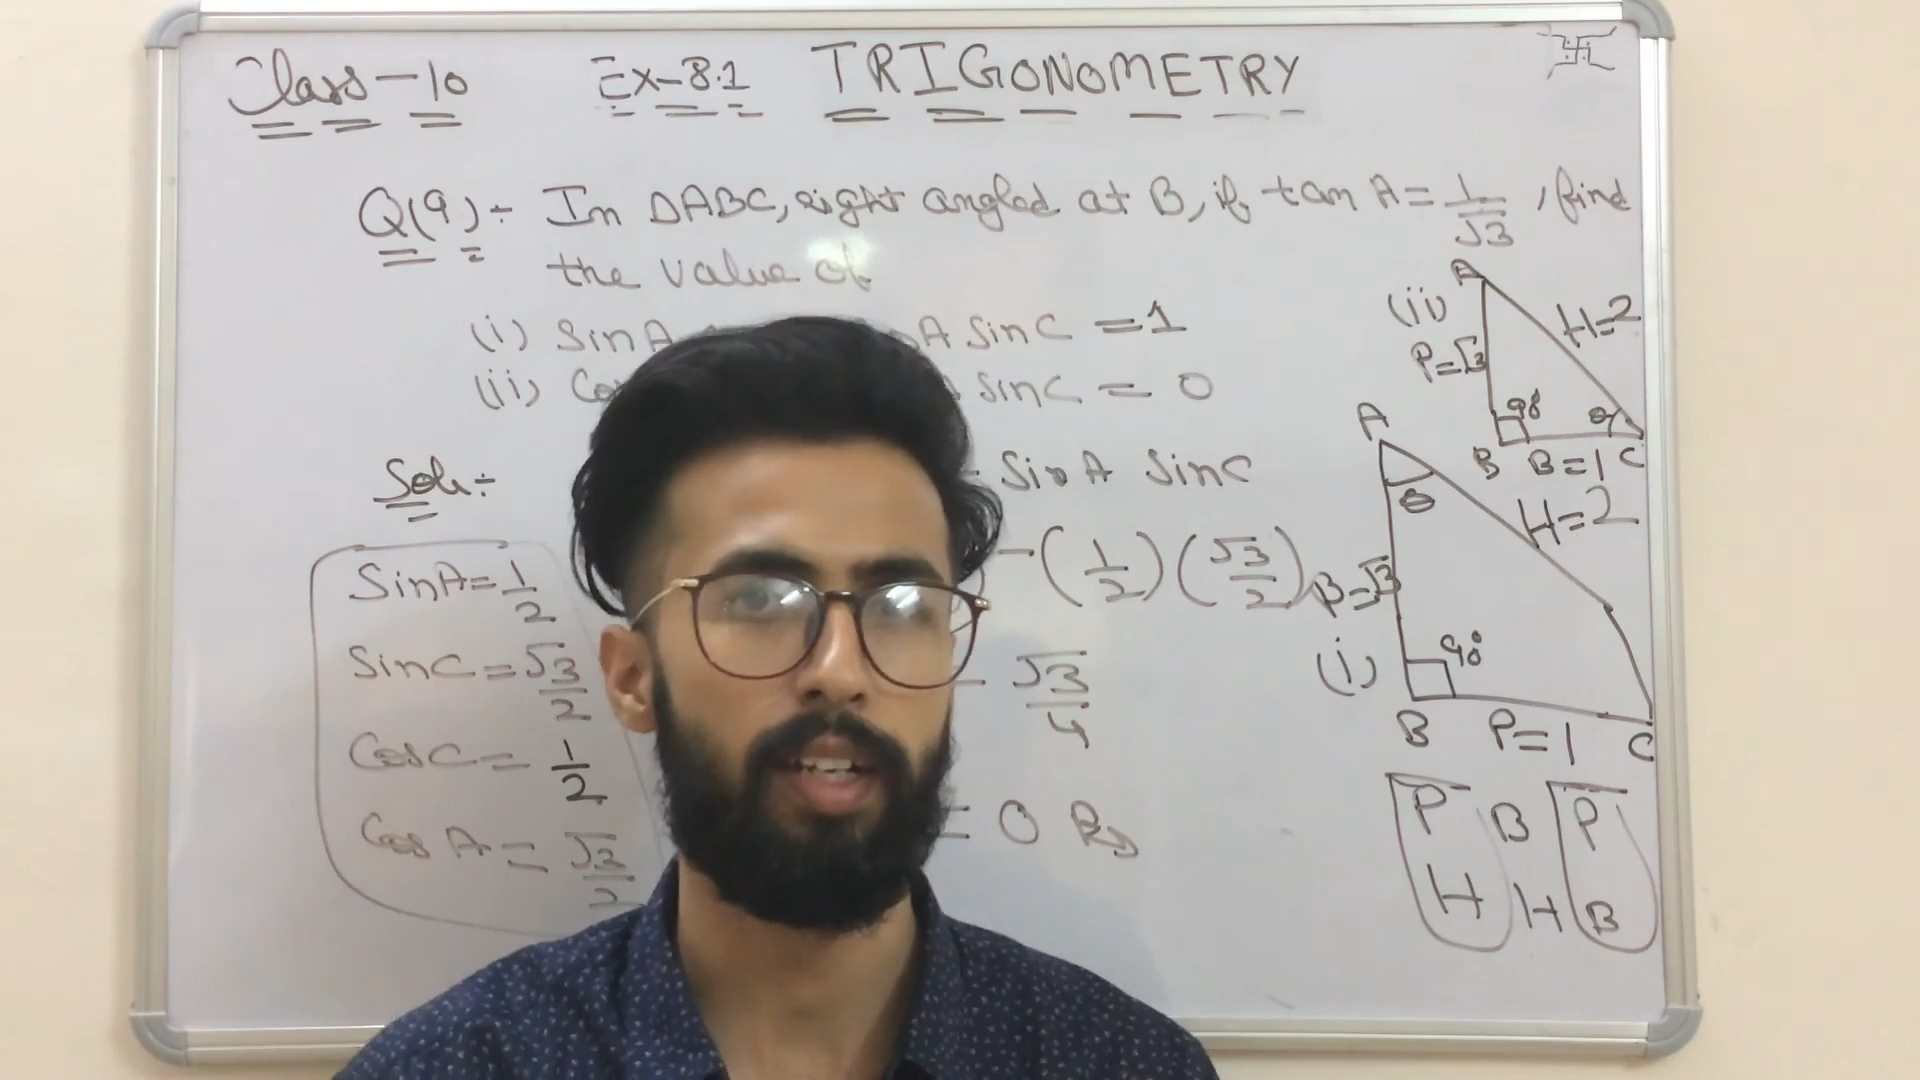 Class-10 Ex-8.1 TRIGONOMETRY
Q(9):- In ΔABC, right angled at B, if tan A = 1/√3, find
the value of
(i) Sin A A Sin C = 1
(ii) Cos Sin C = 0
Sol:-
- Sin A Sin C
- (1/2)(√3/2)
Sin A = 1/2
Sin C = √3/2
Cos C = 1/2
Cos A = √3/2
- √3/4
= 0
(ii)
A
H=2
P=√3
90°
θ
B B=1 C
A
θ
H=2
B=√3
(i)
90°
B P=1 C
P B P
H H B